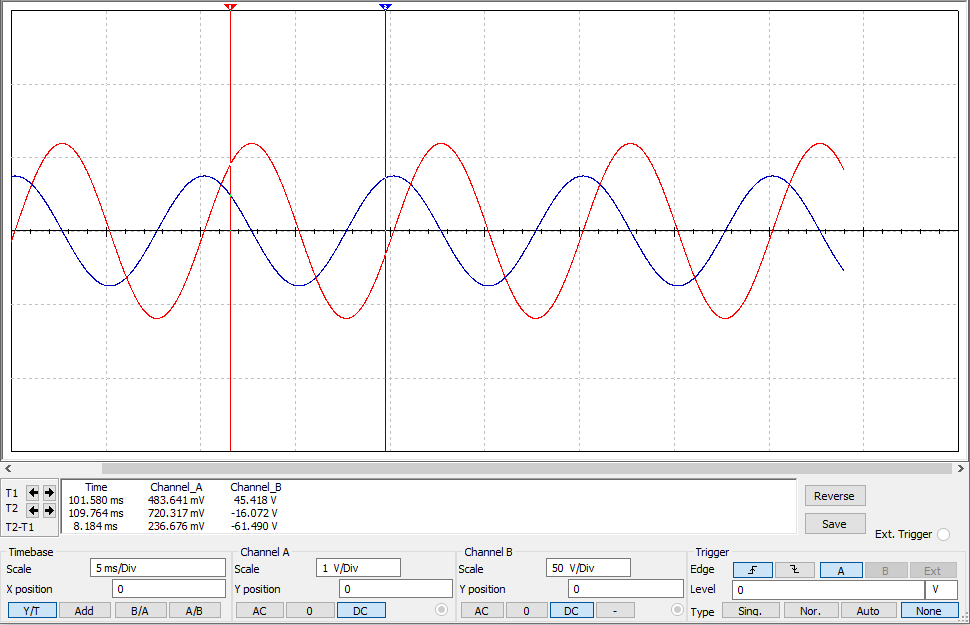 1 2
Time Channel_A Channel_B
T1 101.580 ms 483.641 mV 45.418 V
T2 109.764 ms 720.317 mV -16.072 V
T2-T1 8.184 ms 236.676 mV -61.490 V
Reverse
Save
Ext. Trigger
Timebase Channel A Channel B Trigger
Scale 5 ms/Div Scale 1 V/Div Scale 50 V/Div Edge A B Ext
X position 0 Y position 0 Y position 0 Level 0 V
Y/T Add B/A A/B AC 0 DC AC 0 DC - Type Sing. Nor. Auto None